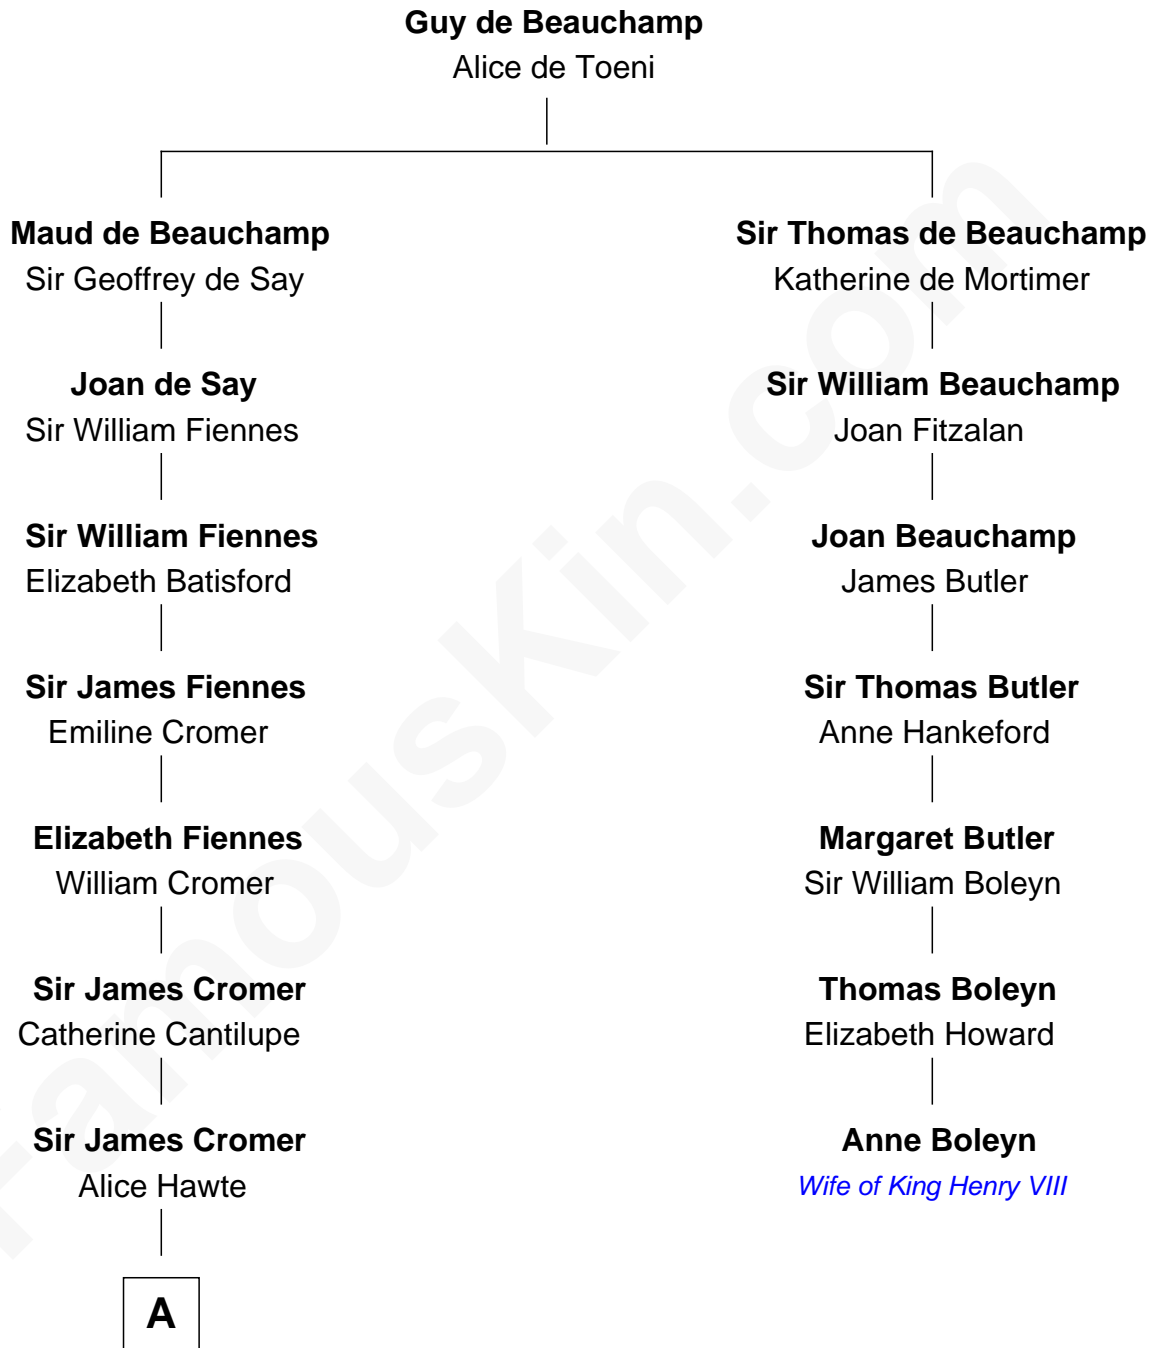 Guy de Beauchamp
Alice de Toeni
Maud de Beauchamp
Sir Geoffrey de Say
Sir Thomas de Beauchamp
Katherine de Mortimer
Joan de Say
Sir William Fiennes
Sir William Beauchamp
Joan Fitzalan
Sir William Fiennes
Elizabeth Batisford
Joan Beauchamp
James Butler
Sir James Fiennes
Emiline Cromer
Sir Thomas Butler
Anne Hankeford
Elizabeth Fiennes
William Cromer
Margaret Butler
Sir William Boleyn
Sir James Cromer
Catherine Cantilupe
Thomas Boleyn
Elizabeth Howard
Sir James Cromer
Alice Hawte
Anne Boleyn
Wife of King Henry VIII
A
FamousKin.com